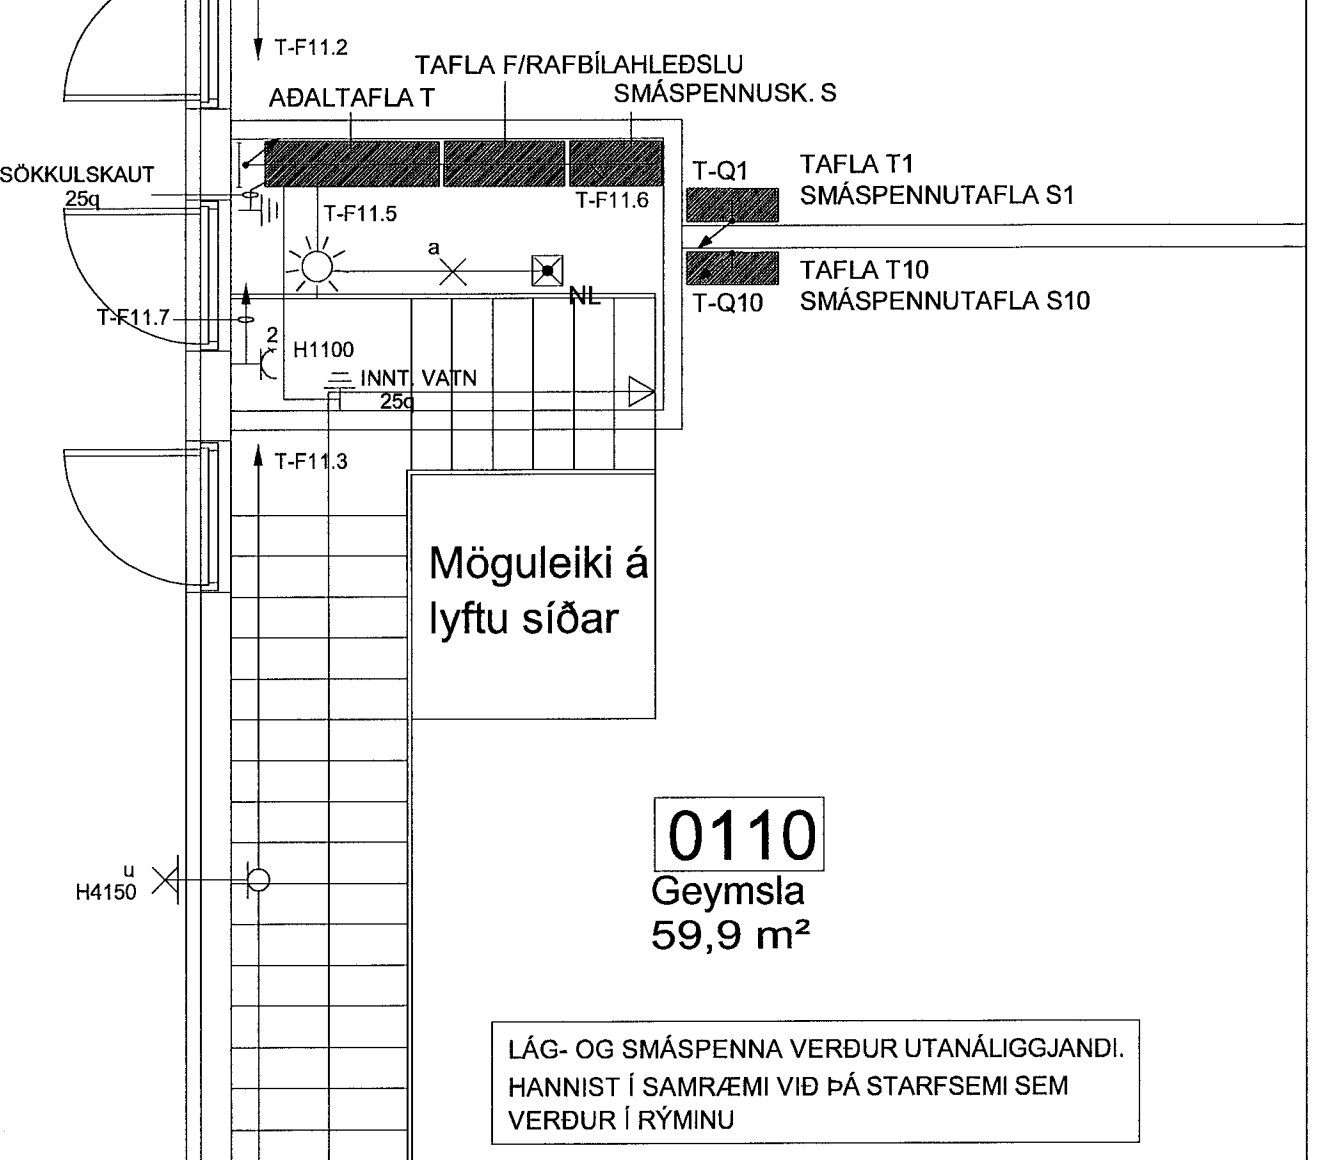 T-F11.2
TAFLA F/RAFBÍLAHLEÐSLU
AÐALTAFLA T
SMÁSPENNUSK. S
SÖKKULSKAUT
25q
T-Q1
TAFLA T1
SMÁSPENNUTAFLA S1
T-F11.5
T-F11.6
a
NL
TAFLA T10
T-Q10
SMÁSPENNUTAFLA S10
T-F11.7
2
H1100
INNT. VATN
25q
T-F11.3
Möguleiki á
lyftu síðar
0110
Geymsla
59,9 m²
u
H4150
LÁG- OG SMÁSPENNA VERÐUR UTANÁLIGGJANDI.
HANNIST Í SAMRÆMI VIÐ ÞÁ STARFSEMI SEM
VERÐUR Í RÝMINU